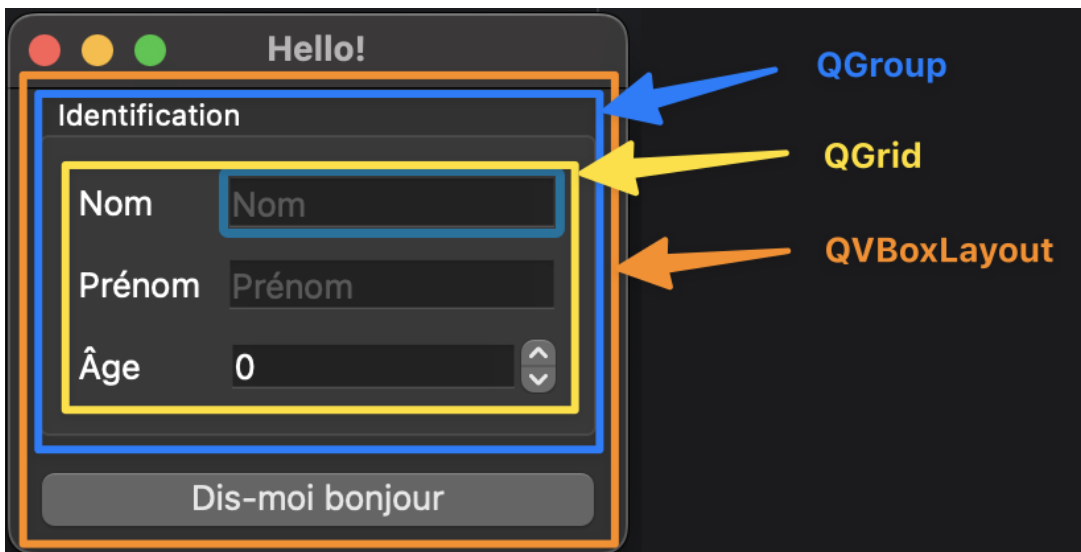 Hello!
QGroup
Identification
QGrid
Nom
Nom
QVBoxLayout
Prénom
Prénom
Âge
0
Dis-moi bonjour